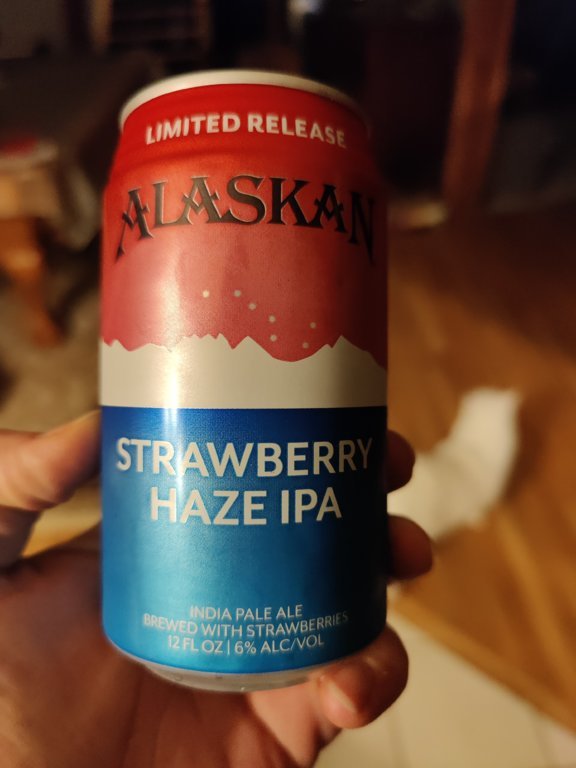 LIMITED RELEASE
ALASKAN
STRAWBERRY
HAZE IPA
INDIA PALE ALE
BREWED WITH STRAWBERRIES
12 FL OZ | 6% ALC/VOL